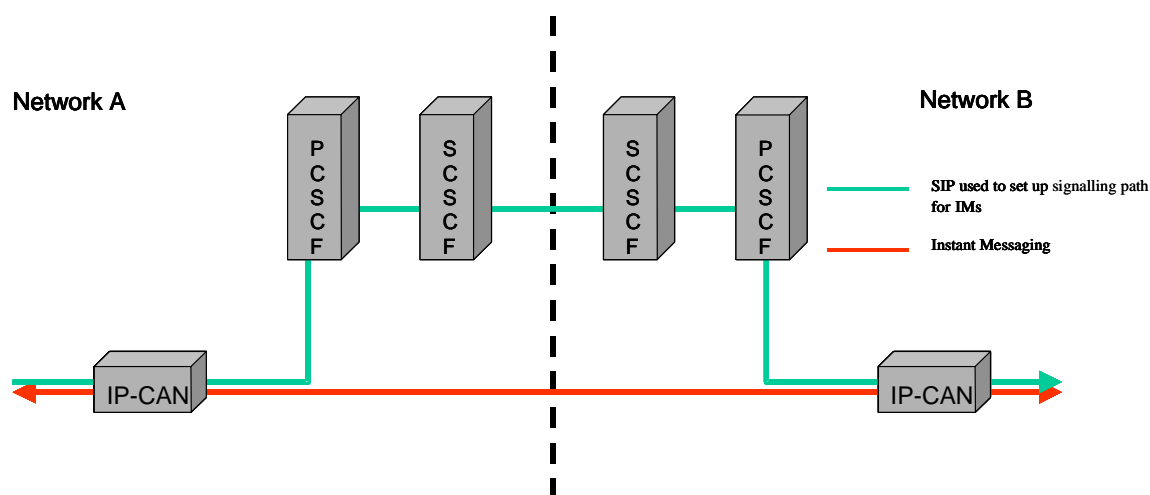 Network A
Network B
P
C
S
C
F
S
C
S
C
F
S
C
S
C
F
P
C
S
C
F
SIP used to set up signalling path
for IMs
Instant Messaging
IP-CAN
IP-CAN